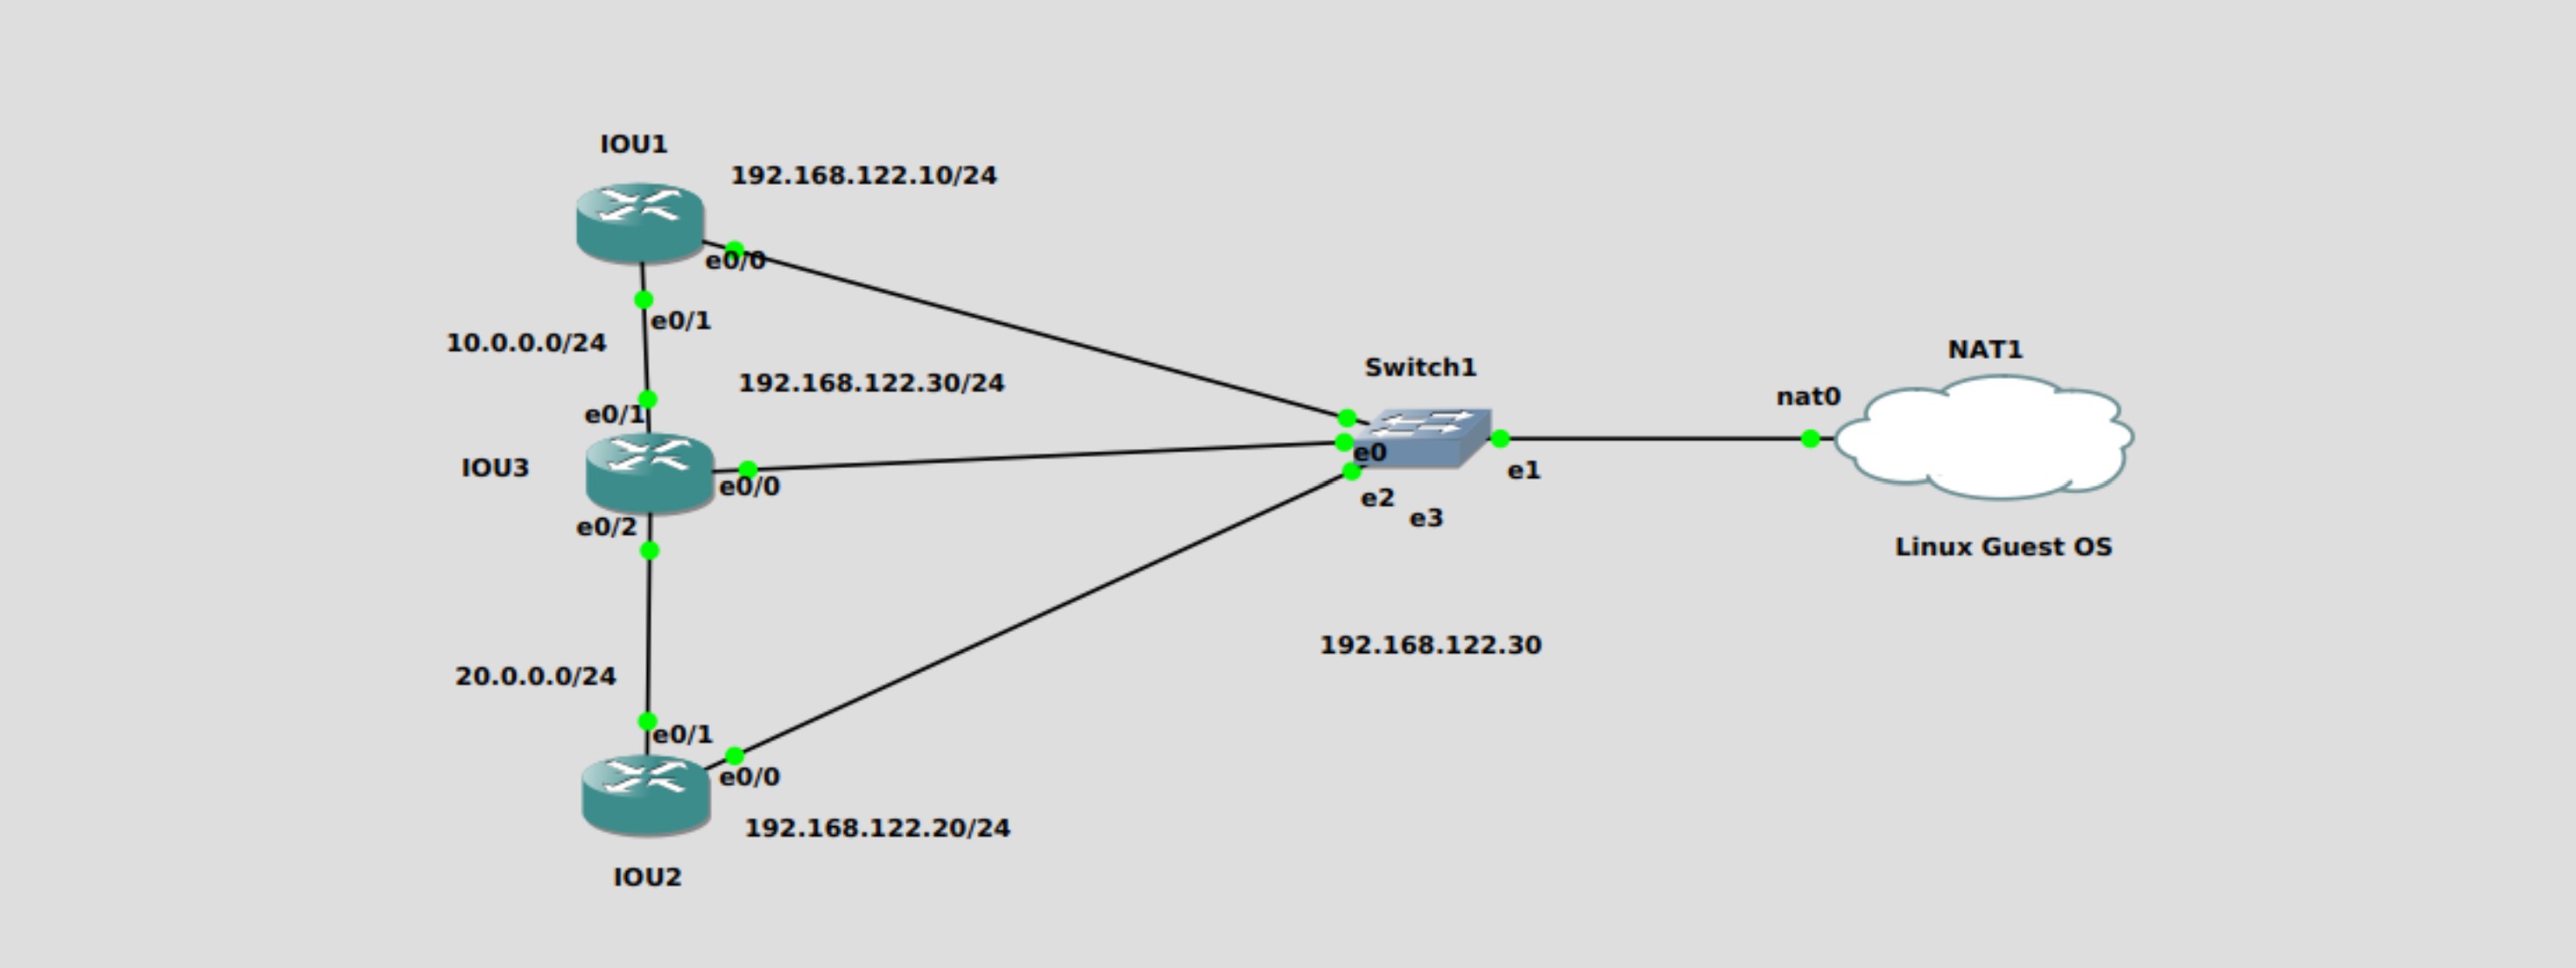 IOU1
192.168.122.10/24
e0/0
e0/1
10.0.0.0/24
192.168.122.30/24
e0/1
IOU3
e0/0
e0/2
Switch1
e0
e1
e2
e3
NAT1
nat0
Linux Guest OS
192.168.122.30
20.0.0.0/24
e0/1
e0/0
192.168.122.20/24
IOU2